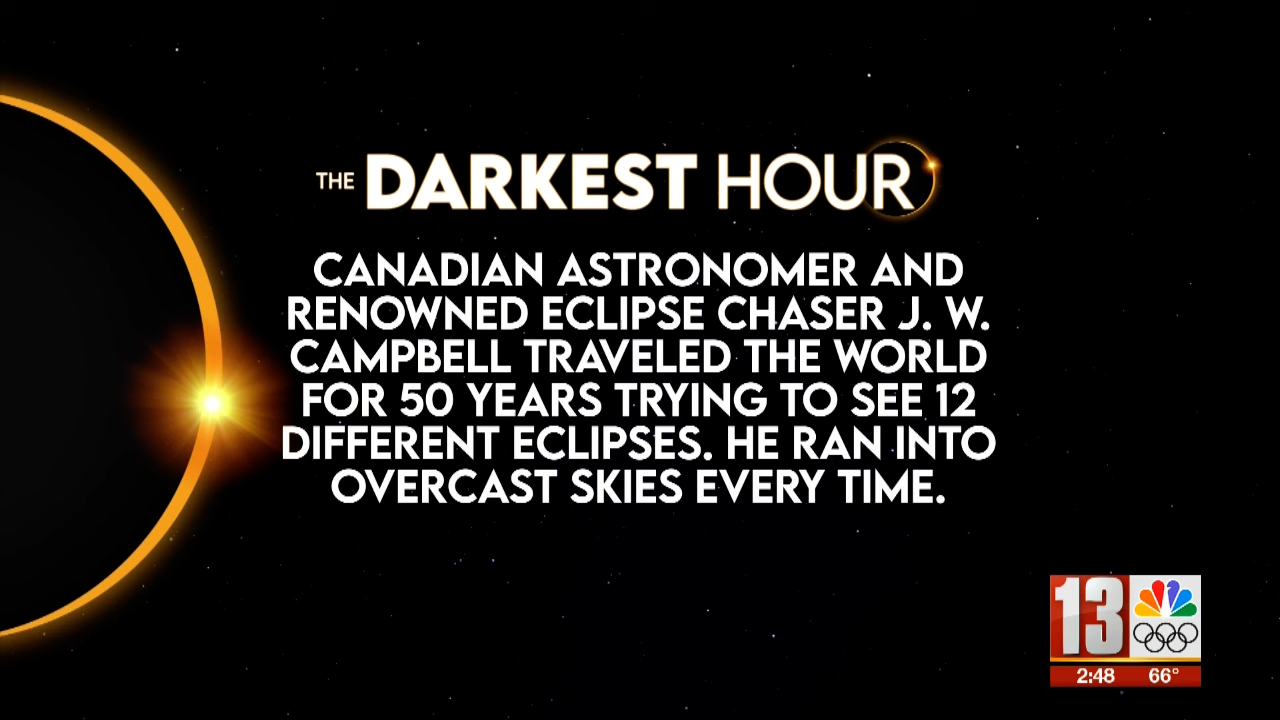 THE DARKEST HOUR
CANADIAN ASTRONOMER AND
RENOWNED ECLIPSE CHASER J. W.
CAMPBELL TRAVELED THE WORLD
FOR 50 YEARS TRYING TO SEE 12
DIFFERENT ECLIPSES. HE RAN INTO
OVERCAST SKIES EVERY TIME.
13
2:48 66°